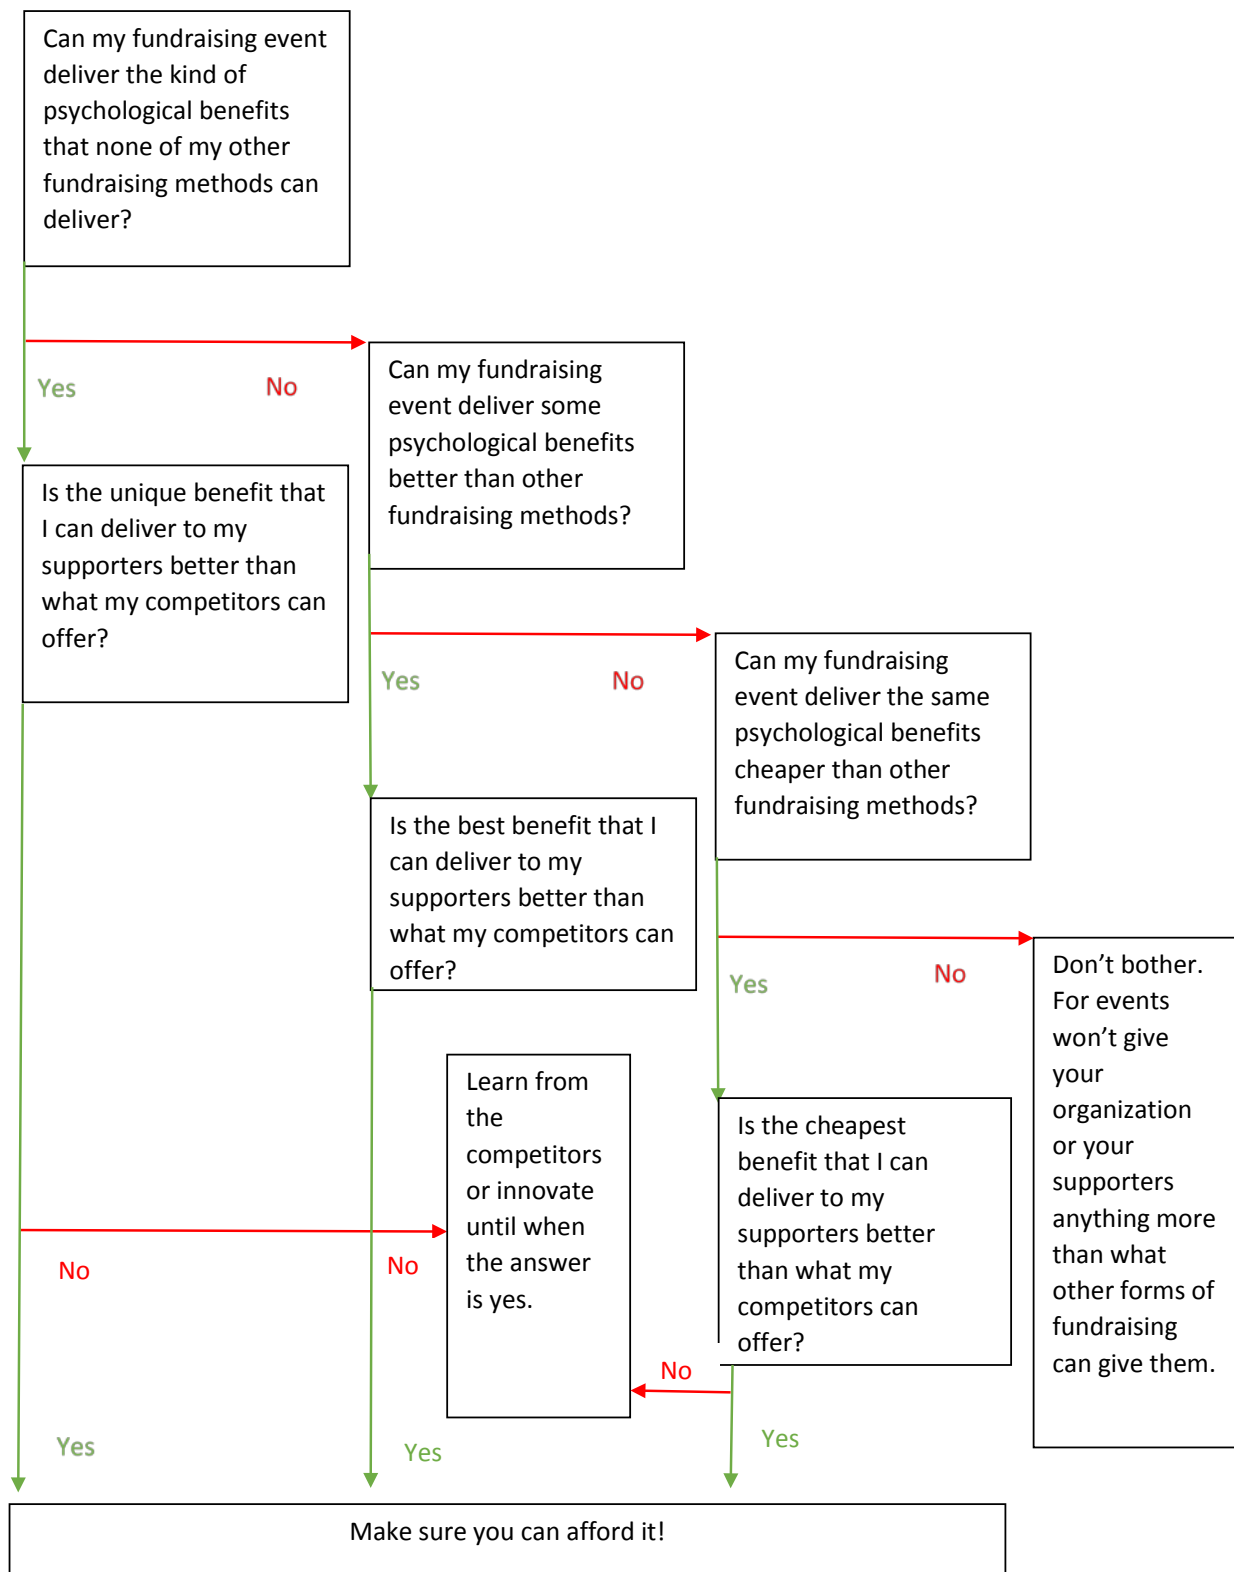 Can my fundraising event
deliver the kind of
psychological benefits
that none of my other
fundraising methods can
deliver?
Yes
No
Can my fundraising
event deliver some
psychological benefits
better than other
fundraising methods?
Is the unique benefit that
I can deliver to my
supporters better than
what my competitors can
offer?
Yes
No
Can my fundraising
event deliver the same
psychological benefits
cheaper than other
fundraising methods?
Is the best benefit that I
can deliver to my
supporters better than
what my competitors can
offer?
Yes
No
Don’t bother.
For events
won’t give
your
organization
or your
supporters
anything more
than what
other forms of
fundraising
can give them.
Learn from
the
competitors
or innovate
until when
the answer
is yes.
Is the cheapest
benefit that I can
deliver to my
supporters better
than what my
competitors can
offer?
No
No
No
Yes
Yes
Yes
Make sure you can afford it!